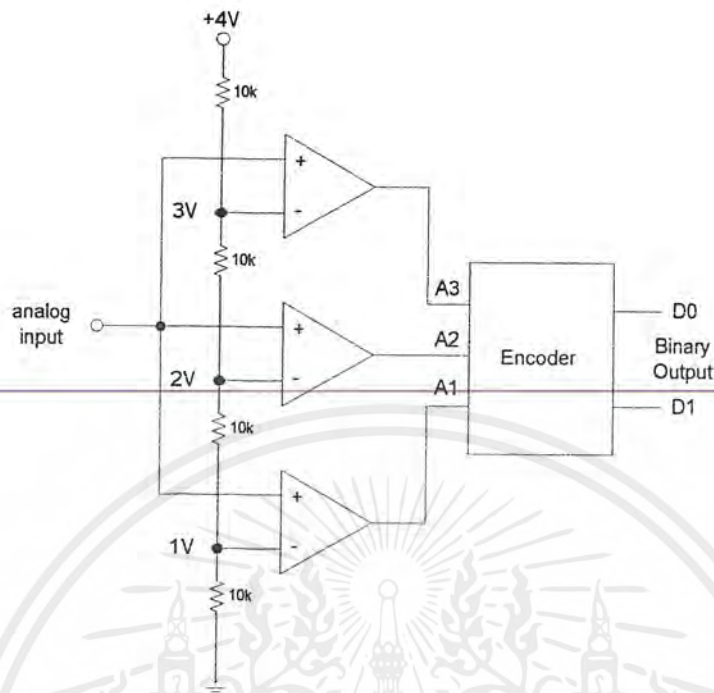 +4V
10k
+
-
3V
10k
A3
analog
input
+
-
2V
A2
Encoder
D0
Binary
Output
A1
D1
10k
+
-
1V
10k